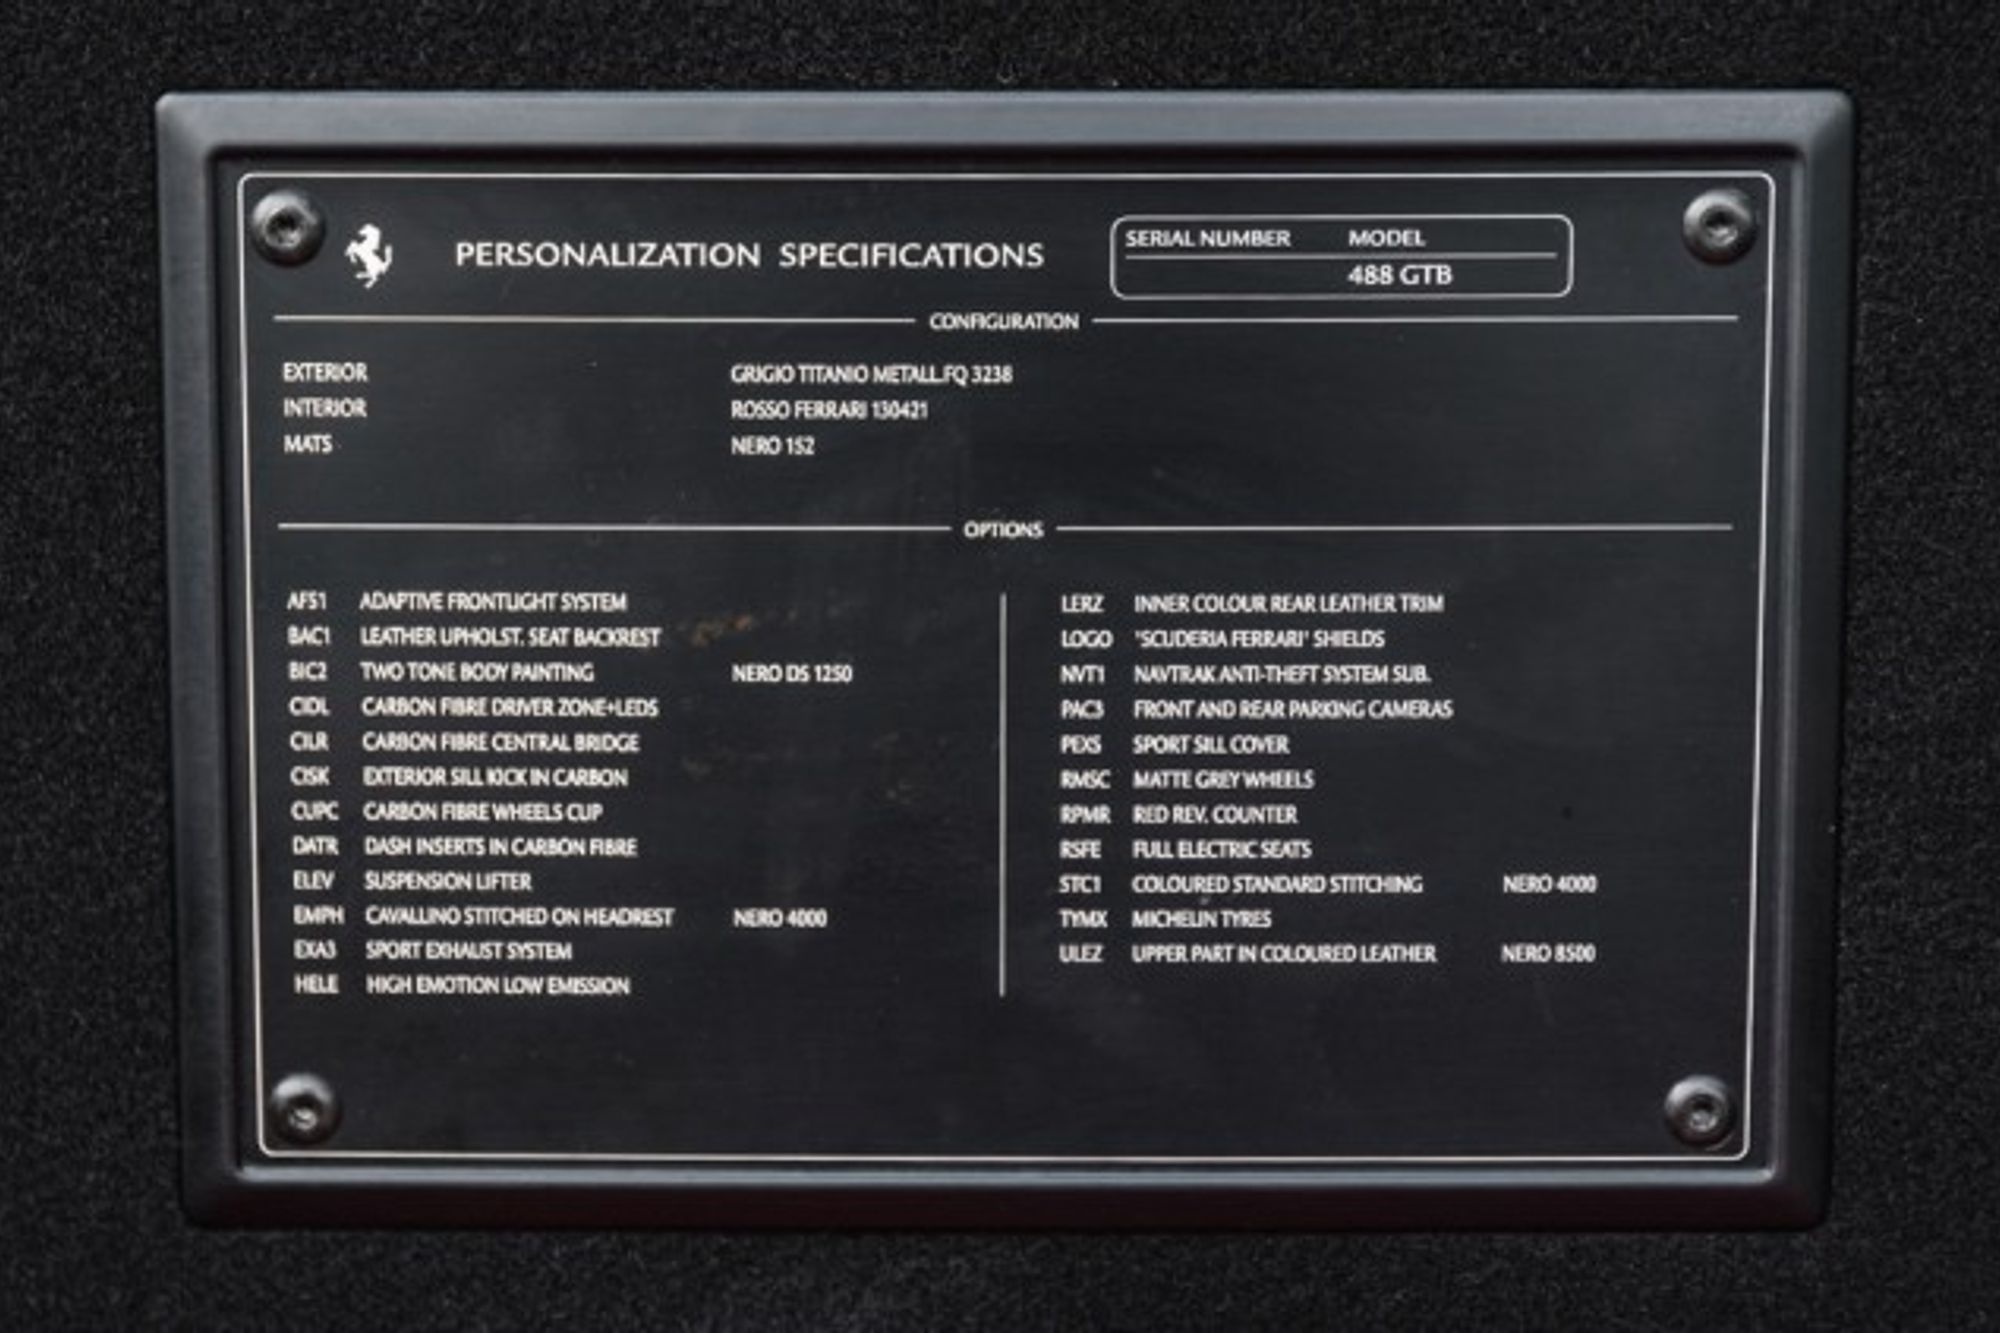 PERSONALIZATION SPECIFICATIONS
SERIAL NUMBER MODEL
488 GTB
CONFIGURATION
EXTERIOR GRIGIO TITANIO METALL.FQ 3238
INTERIOR ROSSO FERRARI 130421
MATS NERO 152
OPTIONS
AFS1 ADAPTIVE FRONTLIGHT SYSTEM
BAC1 LEATHER UPHOLST. SEAT BACKREST
BIC2 TWO TONE BODY PAINTING NERO DS 1250
CIDL CARBON FIBRE DRIVER ZONE+LEDS
CILR CARBON FIBRE CENTRAL BRIDGE
CISK EXTERIOR SILL KICK IN CARBON
CUPC CARBON FIBRE WHEELS CUP
DATR DASH INSERTS IN CARBON FIBRE
ELEV SUSPENSION LIFTER
EMPH CAVALLINO STITCHED ON HEADREST NERO 4000
EXA3 SPORT EXHAUST SYSTEM
HELE HIGH EMOTION LOW EMISSION
LERZ INNER COLOUR REAR LEATHER TRIM
LOGO 'SCUDERIA FERRARI' SHIELDS
NVT1 NAVTRAK ANTI-THEFT SYSTEM SUB.
PAC3 FRONT AND REAR PARKING CAMERAS
PEXS SPORT SILL COVER
RMSC MATTE GREY WHEELS
RPMR RED REV. COUNTER
RSFE FULL ELECTRIC SEATS
STC1 COLOURED STANDARD STITCHING NERO 4000
TYMX MICHELIN TYRES
ULEZ UPPER PART IN COLOURED LEATHER NERO 8500